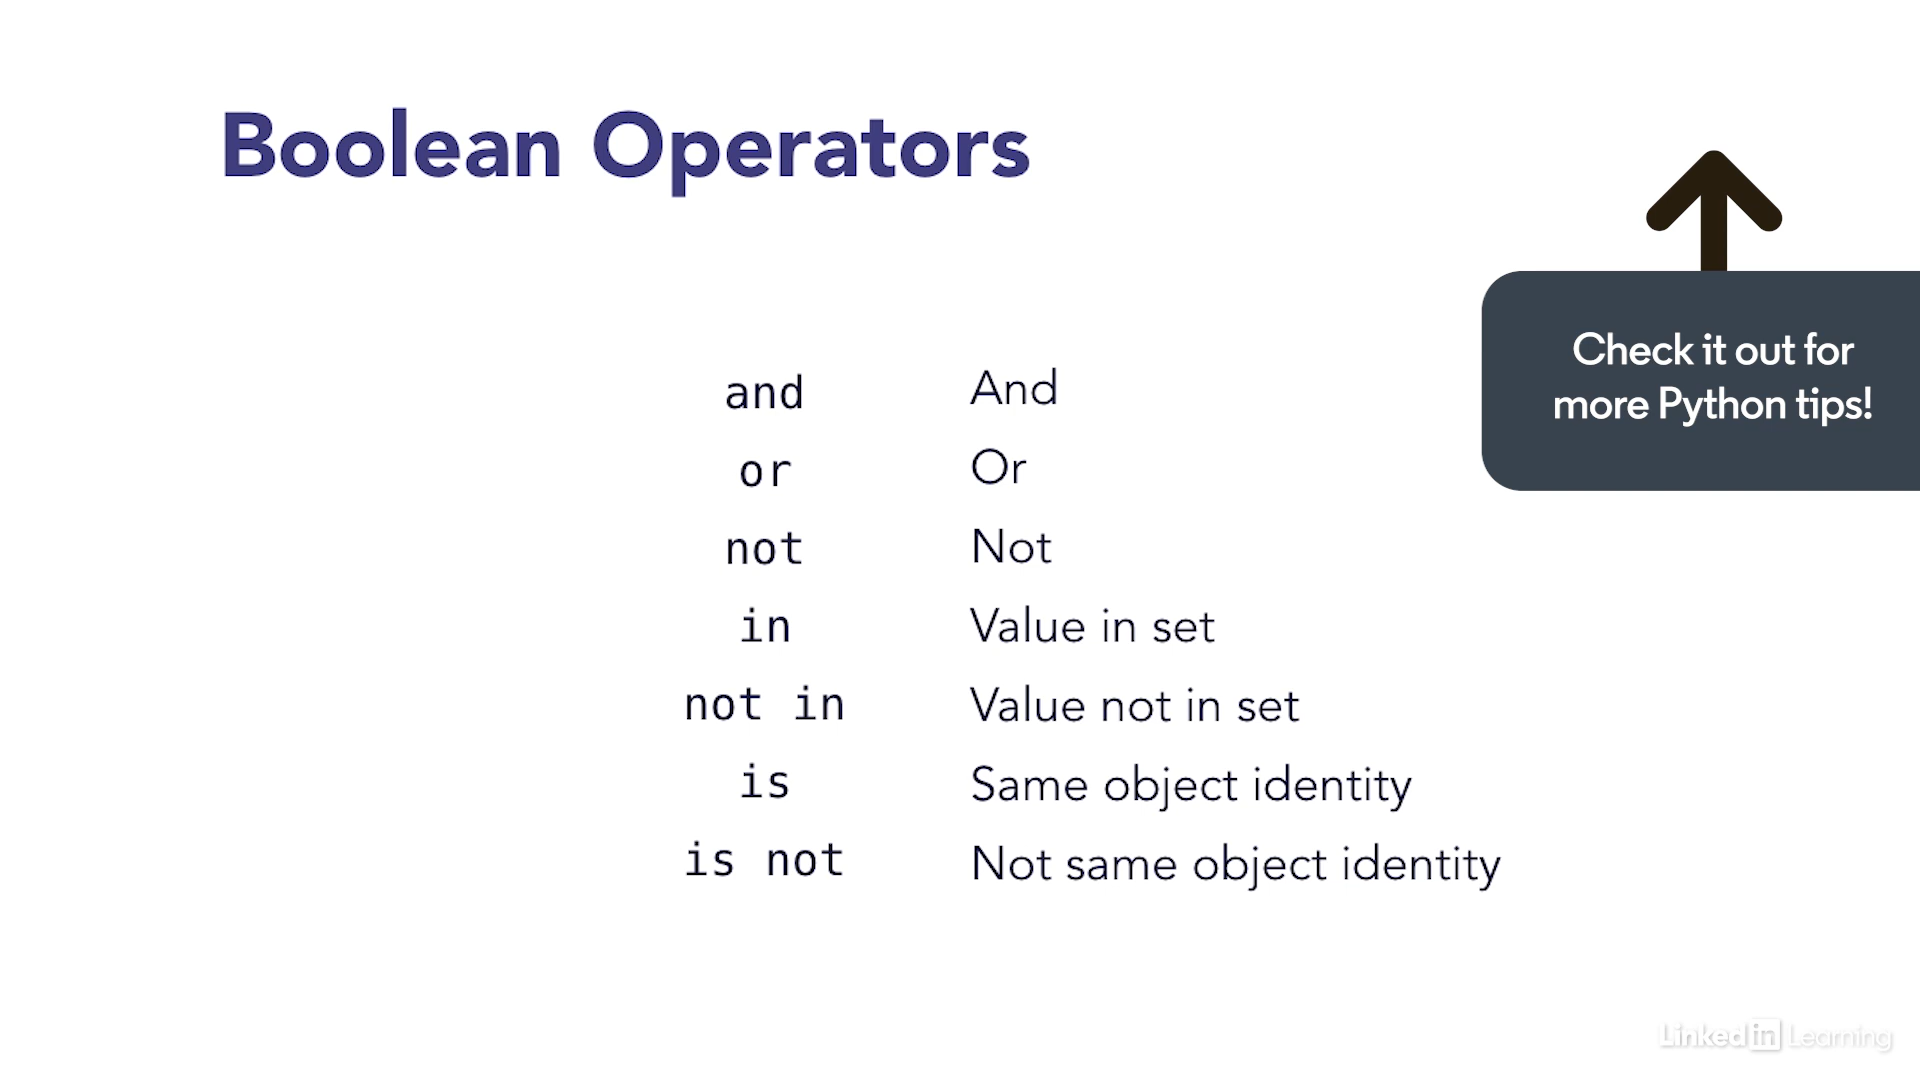 Boolean Operators
Check it out for
more Python tips!
and And
or Or
not Not
in Value in set
not in Value not in set
is Same object identity
is not Not same object identity
Linked in Learning